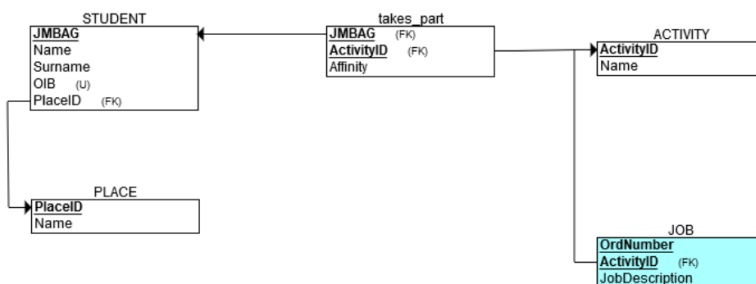 STUDENT
JMBAG
Name
Surname
OIB (U)
PlaceID (FK)
takes_part
JMBAG (FK)
ActivityID (FK)
Affinity
ACTIVITY
ActivityID
Name
PLACE
PlaceID
Name
JOB
OrdNumber
ActivityID (FK)
JobDescription